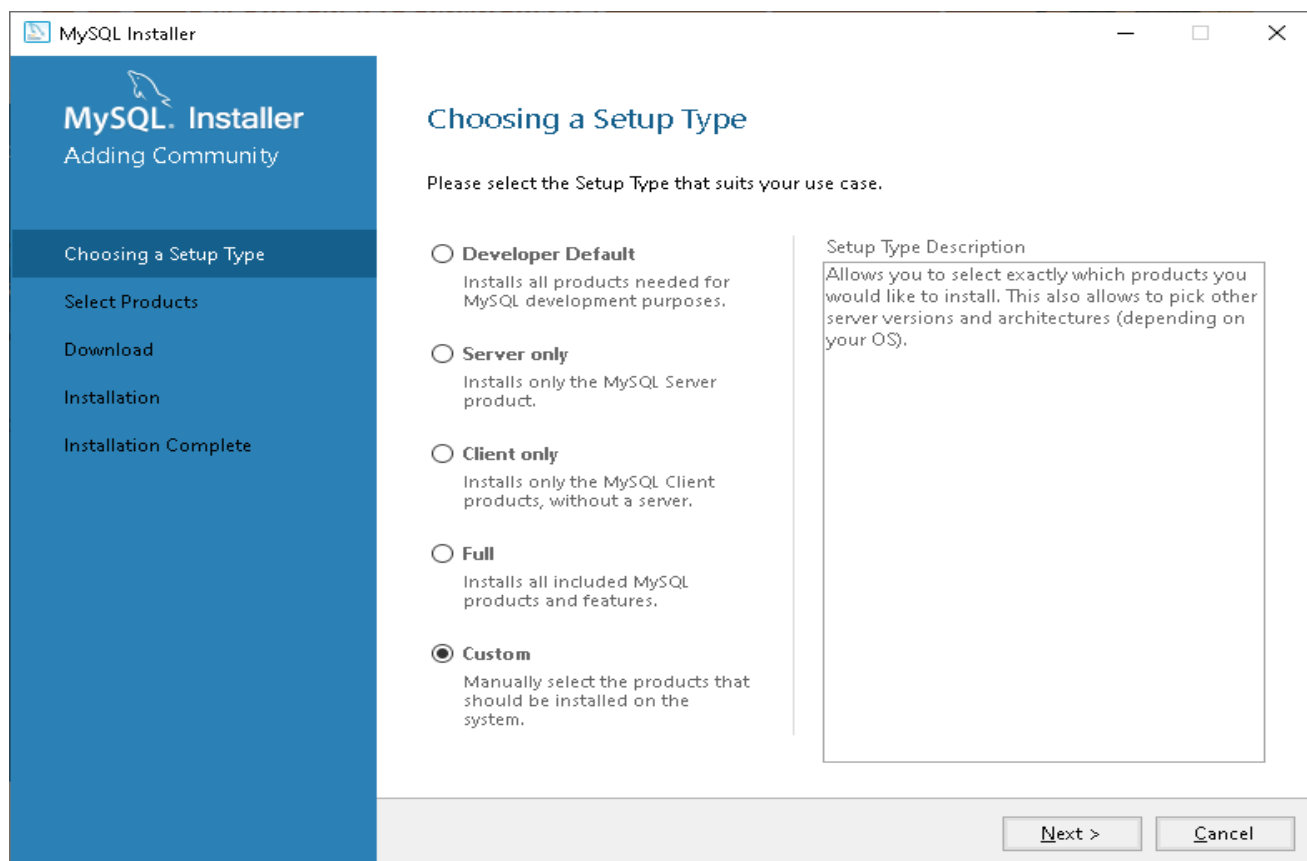 MySQL Installer
MySQL. Installer
Adding Community
Choosing a Setup Type
Select Products
Download
Installation
Installation Complete
Choosing a Setup Type
Please select the Setup Type that suits your use case.
Developer Default
Installs all products needed for
MySQL development purposes.
Server only
Installs only the MySQL Server
product.
Client only
Installs only the MySQL Client
products, without a server.
Full
Installs all included MySQL
products and features.
Custom
Manually select the products that
should be installed on the
system.
Setup Type Description
Allows you to select exactly which products you
would like to install. This also allows to pick other
server versions and architectures (depending on
your OS).
Next >
Cancel